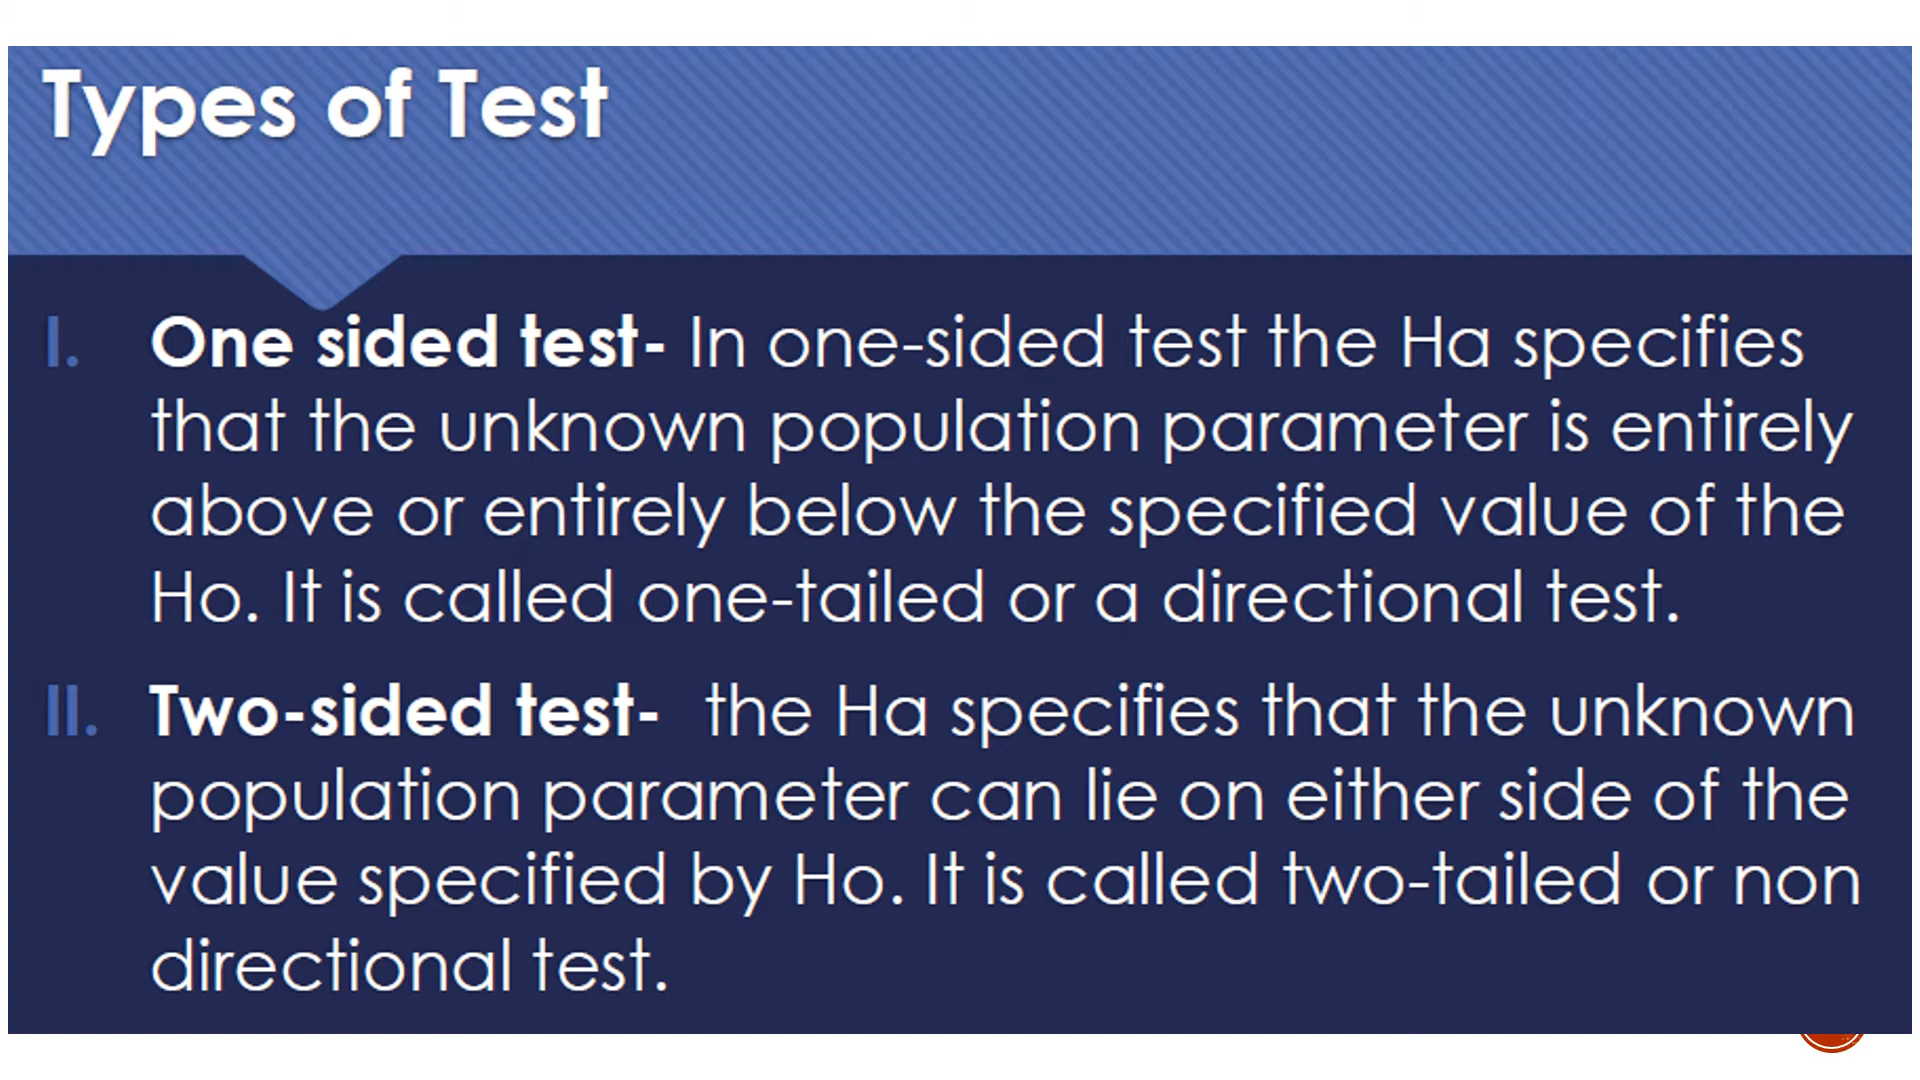 Types of Test
I. One sided test- In one-sided test the Ha specifies
that the unknown population parameter is entirely
above or entirely below the specified value of the
Ho. It is called one-tailed or a directional test.
II. Two-sided test- the Ha specifies that the unknown
population parameter can lie on either side of the
value specified by Ho. It is called two-tailed or non
directional test.